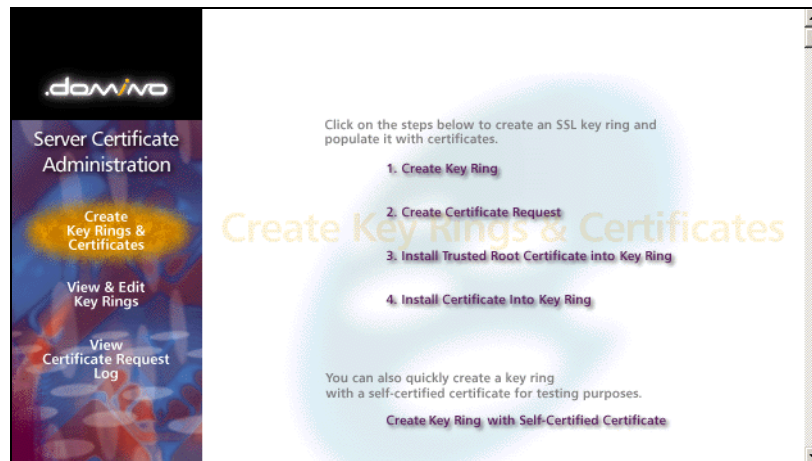 .domino
Server Certificate
Administration
Create
Key Rings &
Certificates
View & Edit
Key Rings
View
Certificate Request
Log
Create Key Rings & Certificates
Click on the steps below to create an SSL key ring and
populate it with certificates.
1. Create Key Ring
2. Create Certificate Request
3. Install Trusted Root Certificate into Key Ring
4. Install Certificate Into Key Ring
You can also quickly create a key ring
with a self-certified certificate for testing purposes.
Create Key Ring with Self-Certified Certificate